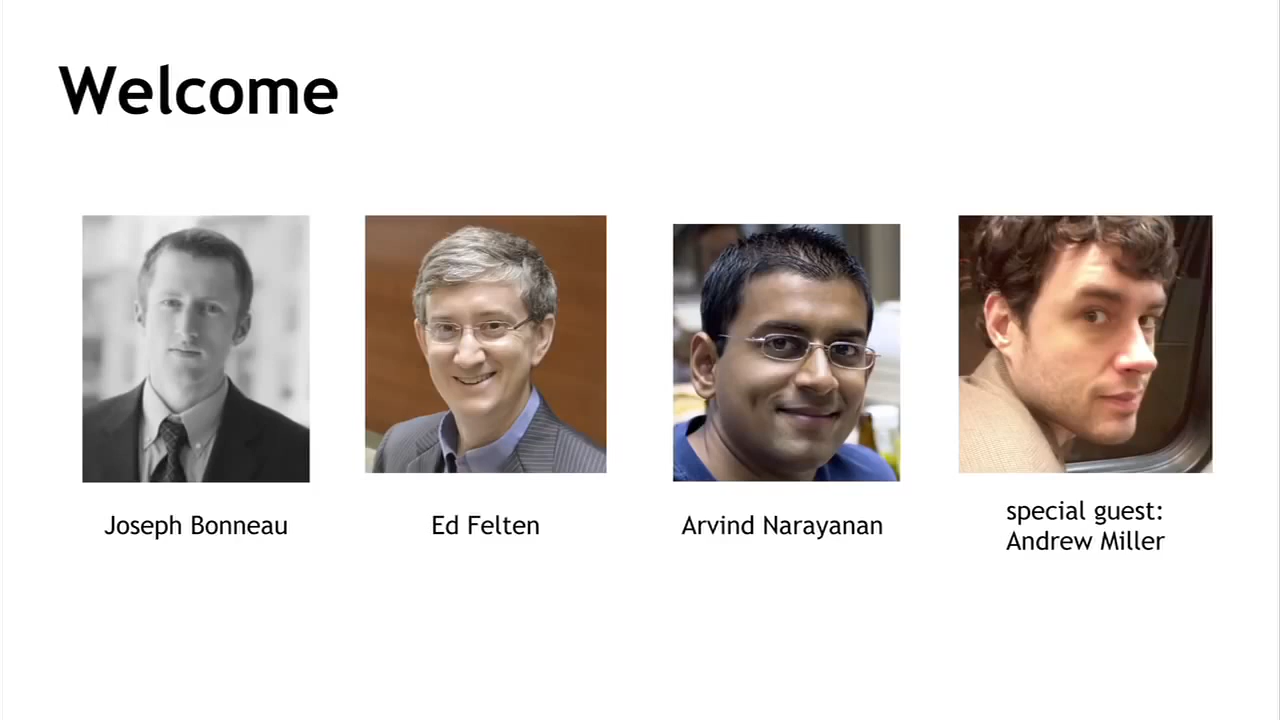 Welcome
Joseph Bonneau
Ed Felten
Arvind Narayanan
special guest:
Andrew Miller